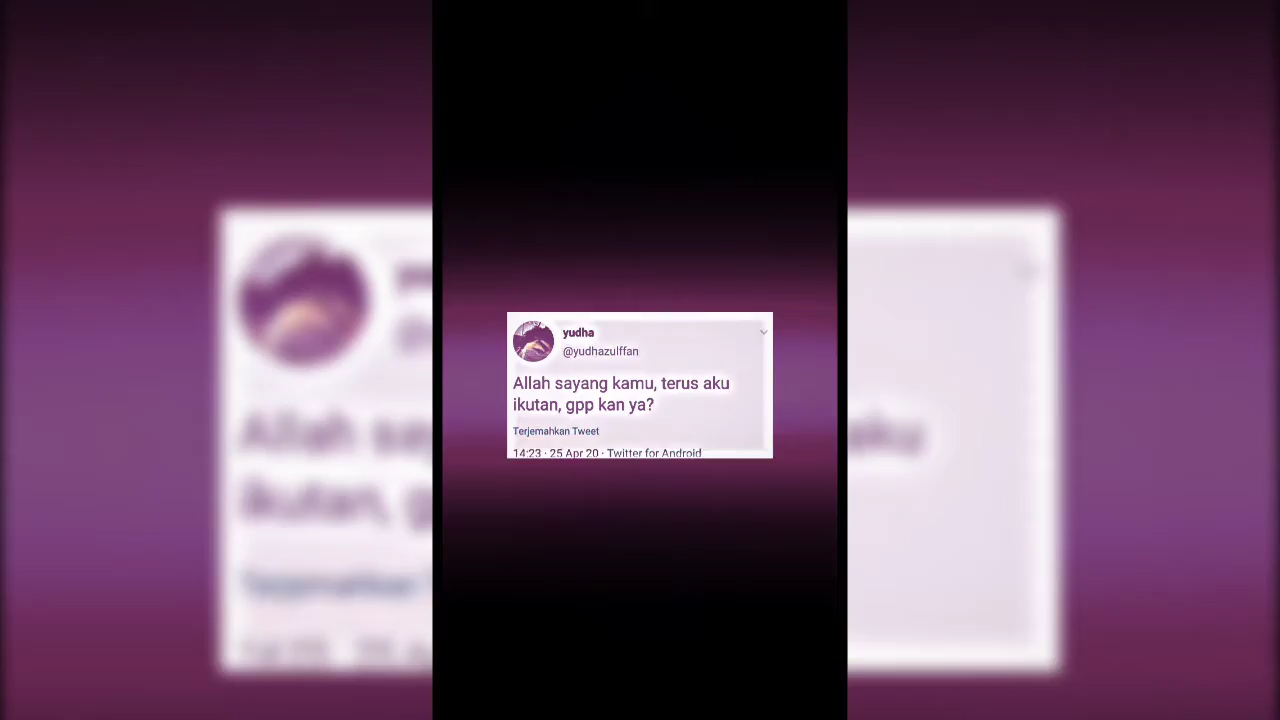 yudha
@yudhazulffan
Allah sayang kamu, terus aku
ikutan, gpp kan ya?
Terjemahkan Tweet
14:23 · 25 Apr 20 · Twitter for Android